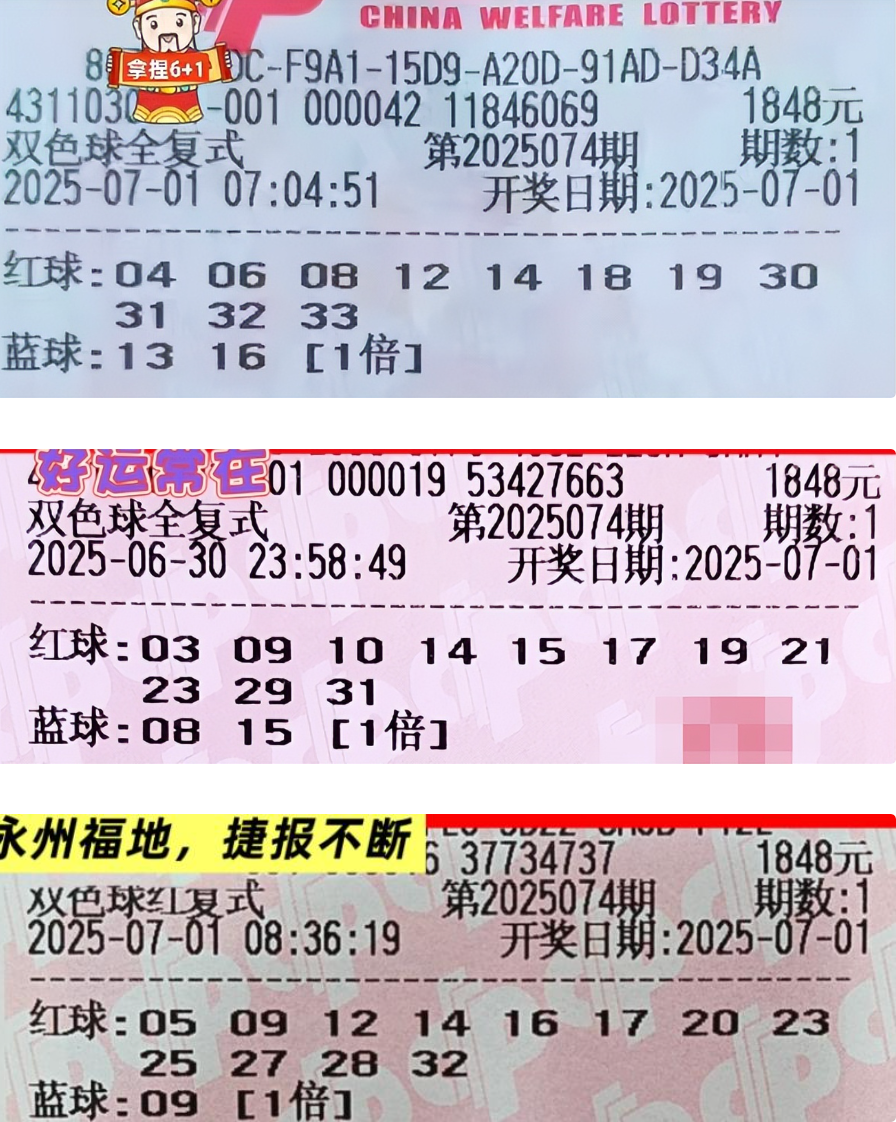 CHINA WELFARE LOTTERY
拿捏6+1
8 DC-F9A1-15D9-A20D-91AD-D34A
4311030 -001 000042 11846069 1848元
双色球全复式 第2025074期 期数:1
2025-07-01 07:04:51 开奖日期:2025-07-01
红球:04 06 08 12 14 18 19 30
31 32 33
蓝球:13 16 [1倍]
好运常在
01 000019 53427663 1848元
双色球全复式 第2025074期 期数:1
2025-06-30 23:58:49 开奖日期:2025-07-01
红球:03 09 10 14 15 17 19 21
23 29 31
蓝球:08 15 [1倍]
永州福地，捷报不断
6 37734737 1848元
双色球红复式 第2025074期 期数:1
2025-07-01 08:36:19 开奖日期:2025-07-01
红球:05 09 12 14 16 17 20 23
25 27 28 32
蓝球:09 [1倍]